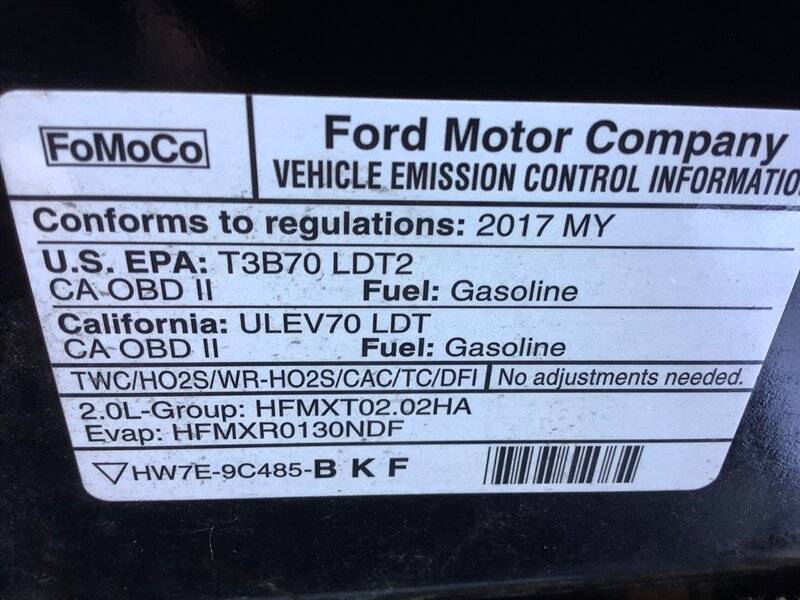 FoMoCo
Ford Motor Company
VEHICLE EMISSION CONTROL INFORMATIO
Conforms to regulations: 2017 MY
U.S. EPA: T3B70 LDT2
CA OBD II Fuel: Gasoline
California: ULEV70 LDT
CA OBD II Fuel: Gasoline
TWC/HO2S/WR-HO2S/CAC/TC/DFI No adjustments needed.
2.0L-Group: HFMXT02.02HA
Evap: HFMXR0130NDF
HW7E-9C485-B K F